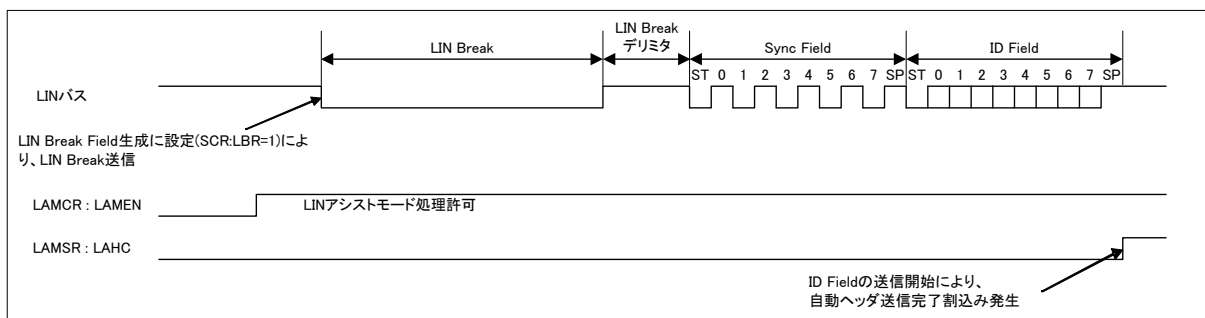 LIN Break
LIN Break
デリミタ
Sync Field
ID Field
ST 0 1 2 3 4 5 6 7 SP ST 0 1 2 3 4 5 6 7 SP
LINバス
LIN Break Field生成に設定(SCR:LBR=1)によ
り、LIN Break送信
LAMCR : LAMEN
LINアシストモード処理許可
LAMSR : LAHC
ID Fieldの送信開始により、
自動ヘッダ送信完了割込み発生